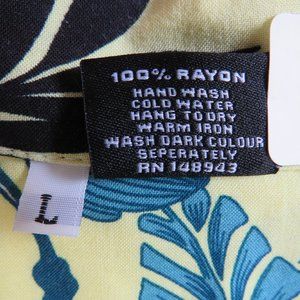 100% RAYON
HAND WASH
COLD WATER
HANG TO DRY
WARM IRON
WASH DARK COLOUR
SEPERATELY
RN 148943
L